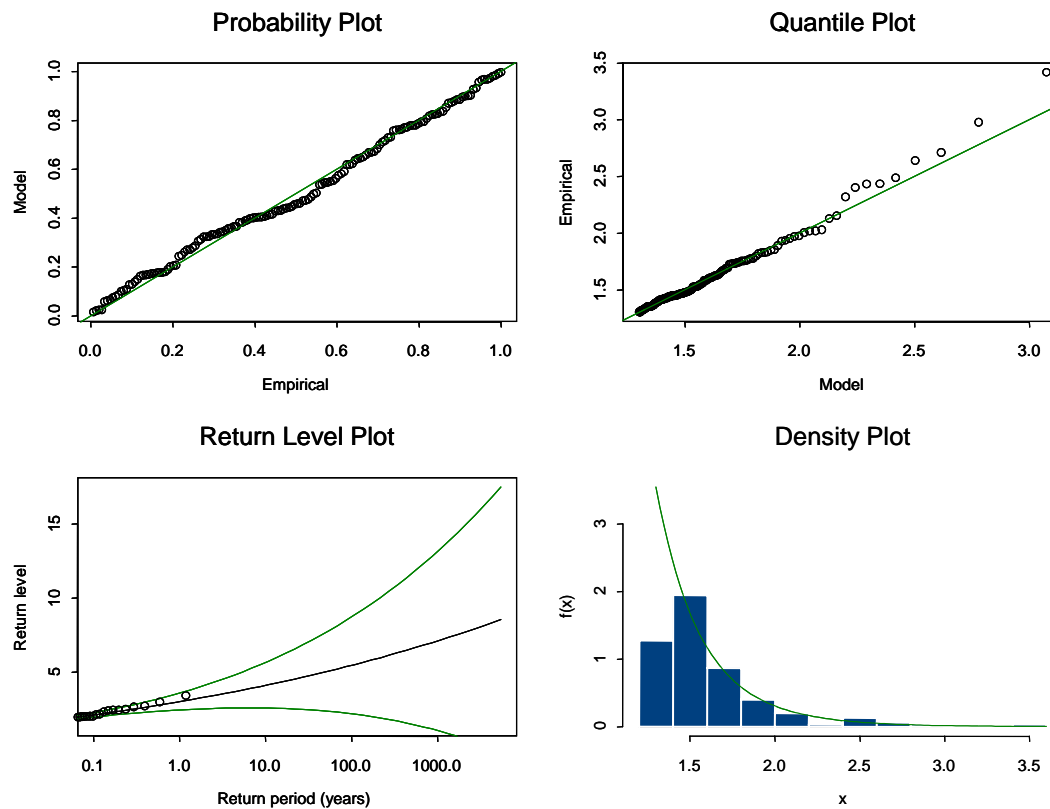 Probability Plot
Model
0.0 0.2 0.4 0.6 0.8 1.0
0.0 0.2 0.4 0.6 0.8 1.0
Empirical
Quantile Plot
Empirical
1.5 2.0 2.5 3.0 3.5
1.5 2.0 2.5 3.0
Model
Return Level Plot
Return level
5 10 15
0.1 1.0 10.0 100.0 1000.0
Return period (years)
Density Plot
f(x)
0 1 2 3
1.5 2.0 2.5 3.0 3.5
x